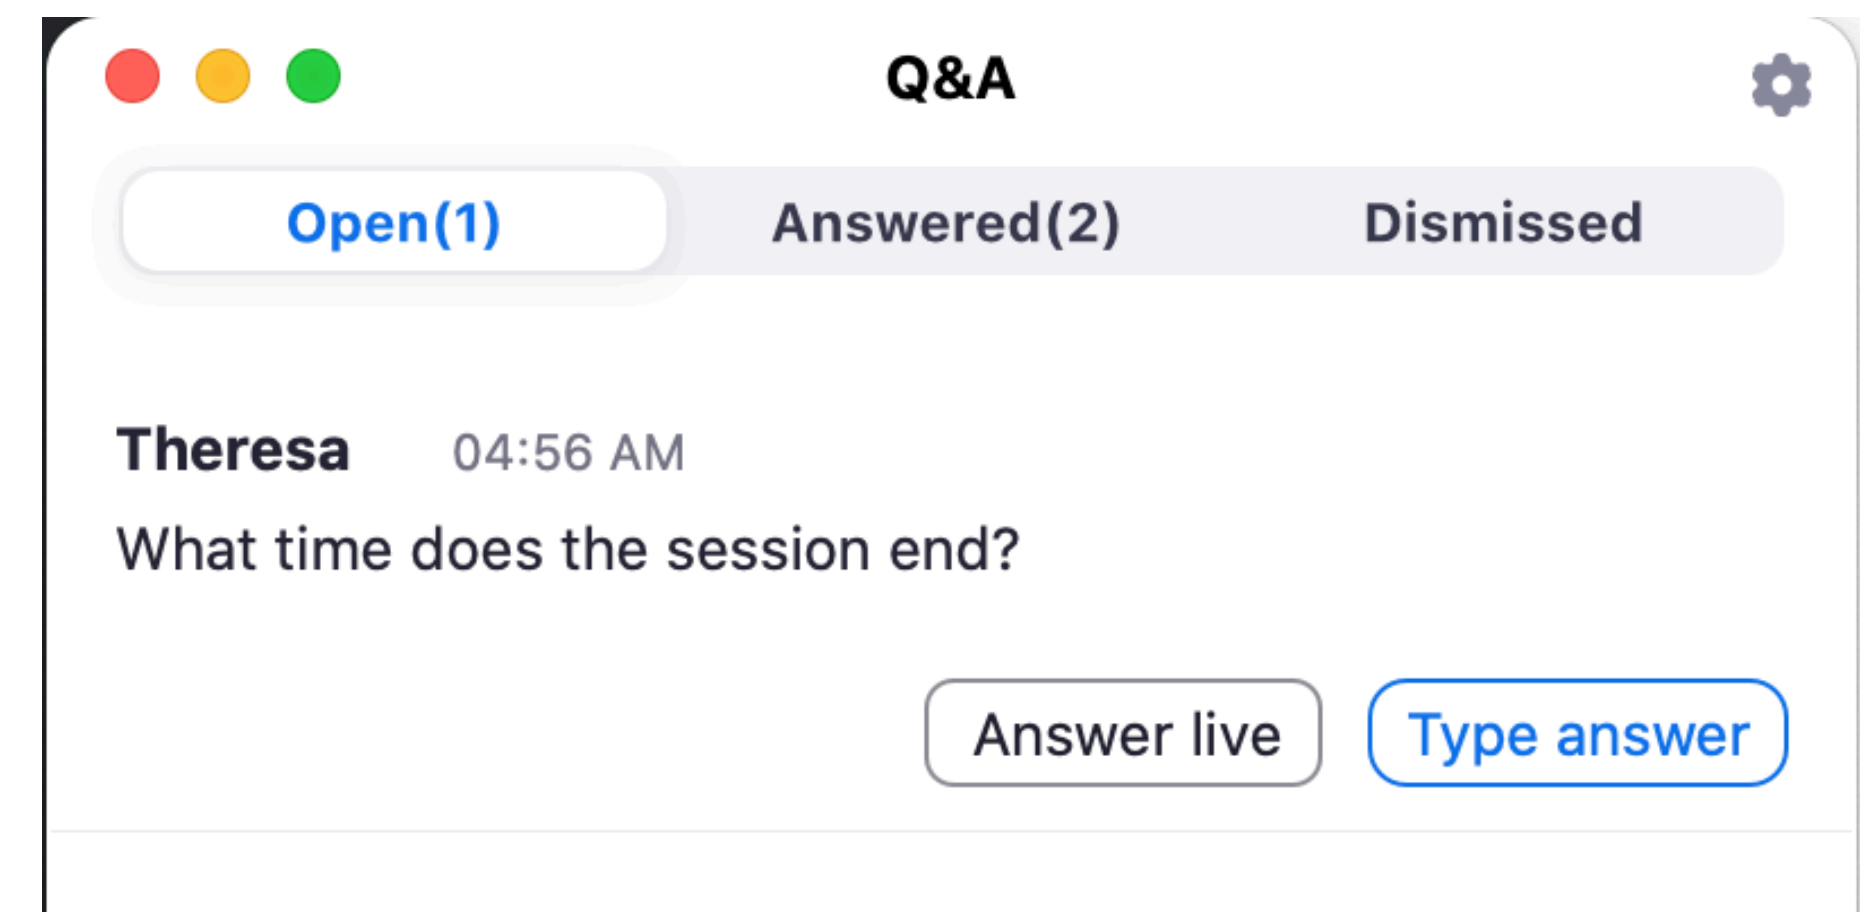 Q&A
Open(1) Answered(2) Dismissed
Theresa 04:56 AM
What time does the session end?
Answer live Type answer